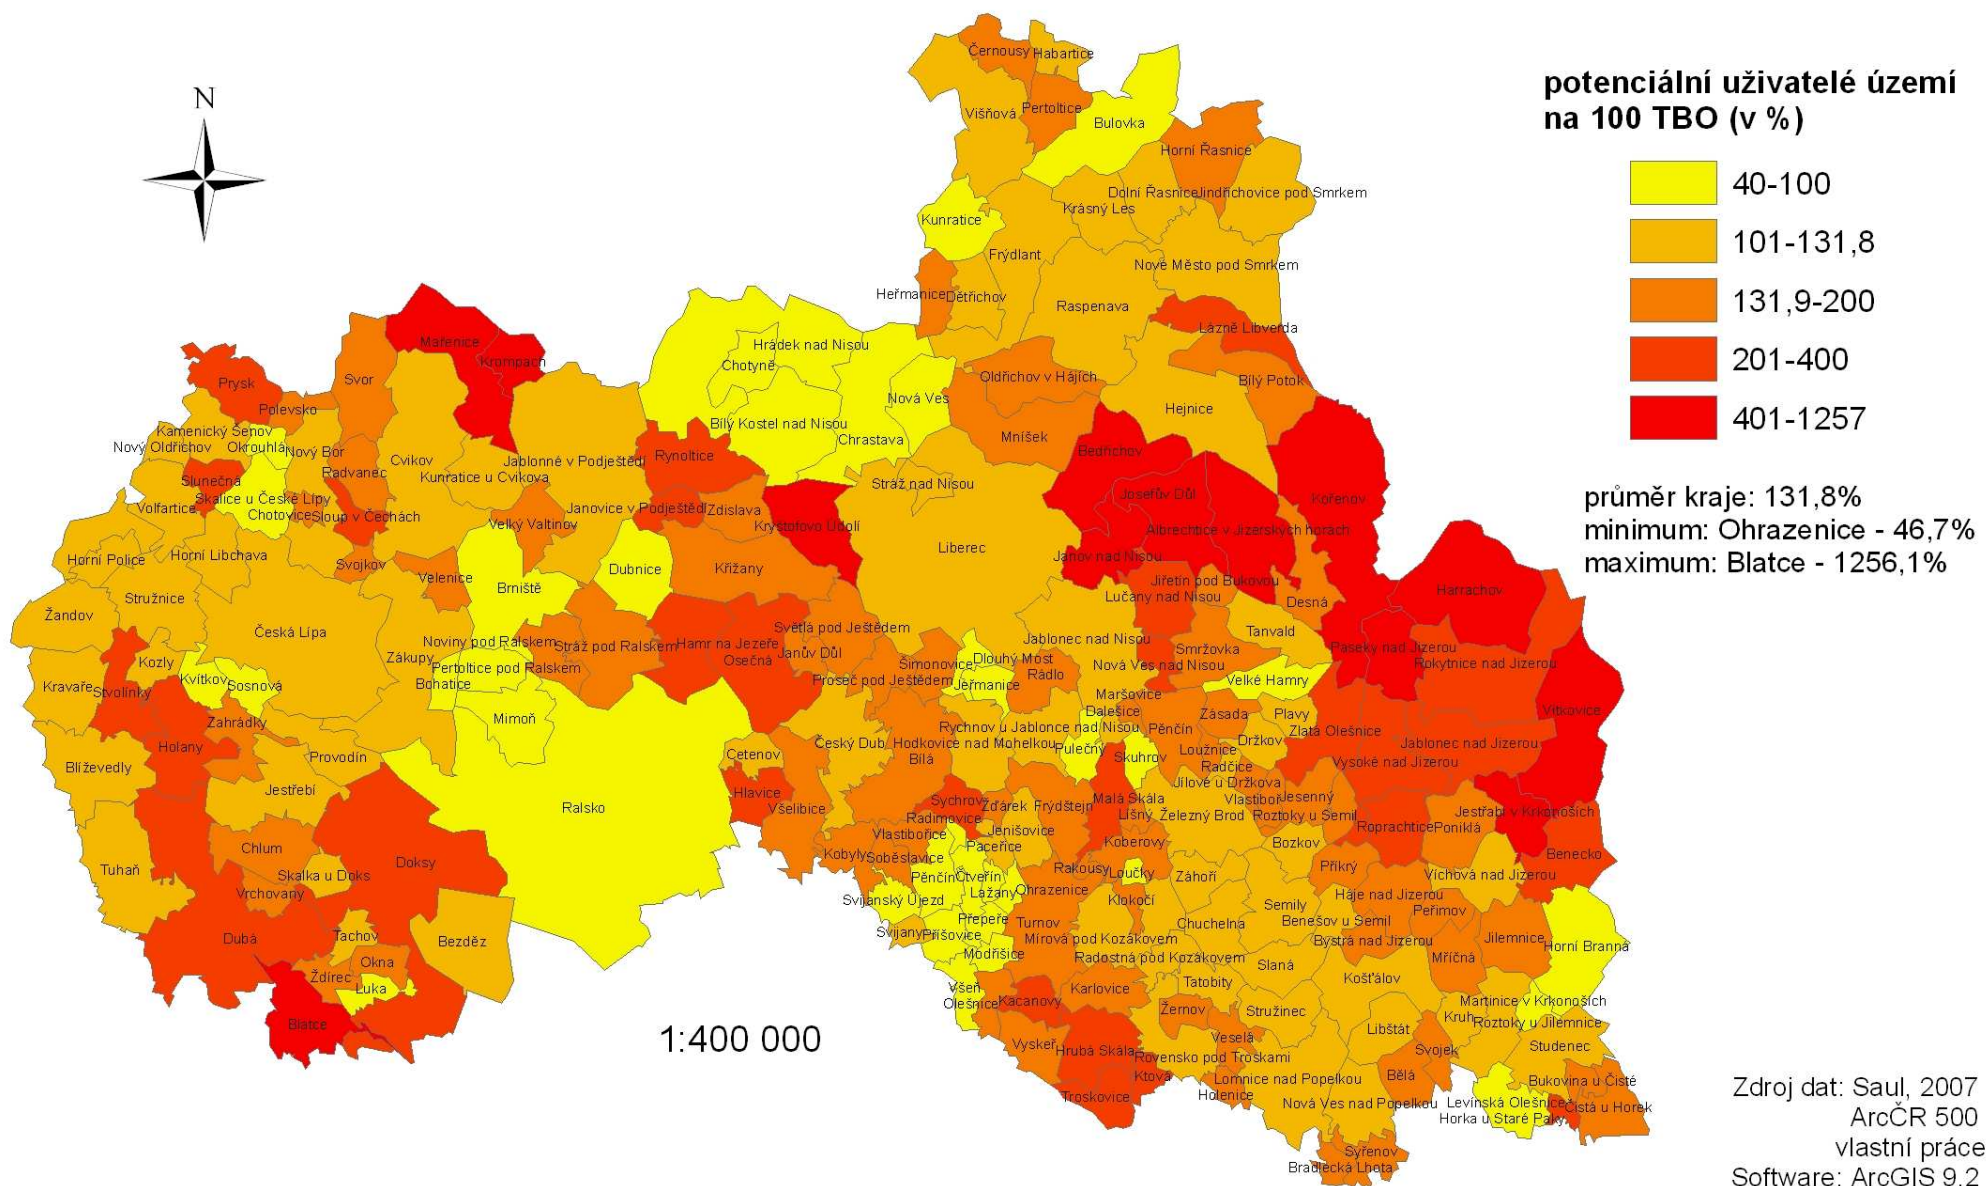 N
potenciální uživatelé území
na 100 TBO (v %)
40-100
101-131,8
131,9-200
201-400
401-1257
průměr kraje: 131,8%
minimum: Ohrazenice - 46,7%
maximum: Blatce - 1256,1%
Černousy
Habartice
Višňová
Pertoltice
Bulovka
Horní Řasnice
Dolní Řasnice
Jindřichovice pod Smrkem
Krásný Les
Kunratice
Frýdlant
Nové Město pod Smrkem
Heřmanice
Dětřichov
Raspenava
Lázně Libverda
Mařenice
Krompach
Hrádek nad Nisou
Chotyně
Oldřichov v Hájích
Bílý Potok
Prysk
Svor
Polevsko
Nová Ves
Hejnice
Bílý Kostel nad Nisou
Chrastava
Mníšek
Kamenický Šenov
Nový Oldřichov
Okrouhlá
Nový Bor
Radvanec
Cvikov
Jablonné v Podještědí
Kunratice u Cvikova
Rynoltice
Bedřichov
Slunečná
Stráž nad Nisou
Josefův Důl
Kořenov
Skalice u České Lípy
Volfartice
Chotovice
Sloup v Čechách
Velký Valtinov
Janovice v Podještědí
Zdislava
Kryštofovo Údolí
Albrechtice v Jizerských horách
Liberec
Janov nad Nisou
Horní Police
Horní Libchava
Svojkov
Velenice
Brniště
Dubnice
Křižany
Jiřetín pod Bukovou
Lučany nad Nisou
Desná
Harrachov
Stružnice
Žandov
Česká Lípa
Noviny pod Ralskem
Stráž pod Ralskem
Hamr na Jezeře
Osečná
Světlá pod Ještědem
Janův Důl
Jablonec nad Nisou
Tanvald
Smržovka
Paseky nad Jizerou
Rokytnice nad Jizerou
Kozly
Zákupy
Pertoltice pod Ralskem
Bohatice
Šimonovice
Dlouhý Most
Rádlo
Jeřmanice
Proseč pod Ještědem
Nová Ves nad Nisou
Velké Hamry
Kravaře
Stvolínky
Kvítkov
Sosnová
Maršovice
Dalešice
Vítkovice
Mimoň
Zahrádky
Rychnov u Jablonce nad Nisou
Pěnčín
Zásada
Plavy
Zlatá Olešnice
Držkov
Jablonec nad Jizerou
Holany
Provodín
Cetenov
Český Dub
Hodkovice nad Mohelkou
Bílá
Pulečný
Skuhrov
Loužnice
Radčice
Vysoké nad Jizerou
Blíževedly
Jestřebí
Ralsko
Hlavice
Všelibice
Sychrov
Radimovice
Žďárek
Frýdštejn
Malá Skála
Líšný
Jílové u Držkova
Vlastiboř
Jesenný
Železný Brod
Roztoky u Semil
Jestřabí v Krkonoších
Roprachtice
Poniklá
Tuhaň
Chlum
Doksy
Skalka u Doks
Vrchovany
Kobyly
Vlastibořice
Soběslavice
Jenišovice
Paceřice
Koberovy
Bozkov
Benecko
Příkrý
Víchová nad Jizerou
Pěnčín
Čtveřín
Lažany
Ohrazenice
Rakousy
Loučky
Záhoří
Svijanský Újezd
Klokočí
Semily
Háje nad Jizerou
Peřimov
Dubá
Tachov
Bezděz
Svijany
Přepeře
Příšovice
Turnov
Chuchelna
Benešov u Semil
Mírová pod Kozákovem
Bystrá nad Jizerou
Jilemnice
Horní Branná
Ždírec
Okna
Luka
Modřišice
Radostná pod Kozákovem
Slaná
Mříčná
Košťálov
Blatce
Všeň
Olešnice
Kacanovy
Karlovice
Tatobity
Žernov
Stružinec
Martinice v Krkonoších
Kruh
Roztoky u Jilemnice
Libštát
Vyskeř
Hrubá Skála
Veselá
Rovensko pod Troskami
Svojek
Studenec
Ktová
Troskovice
Lomnice nad Popelkou
Holenice
Bělá
Nová Ves nad Popelkou
Bukovina u Čisté
Levínská Olešnice
Horka u Staré Paky
Čistá u Horek
Syřenov
Bradlecká Lhota
1:400 000
Zdroj dat: Saul, 2007
ArcČR 500
vlastní práce
Software: ArcGIS 9.2